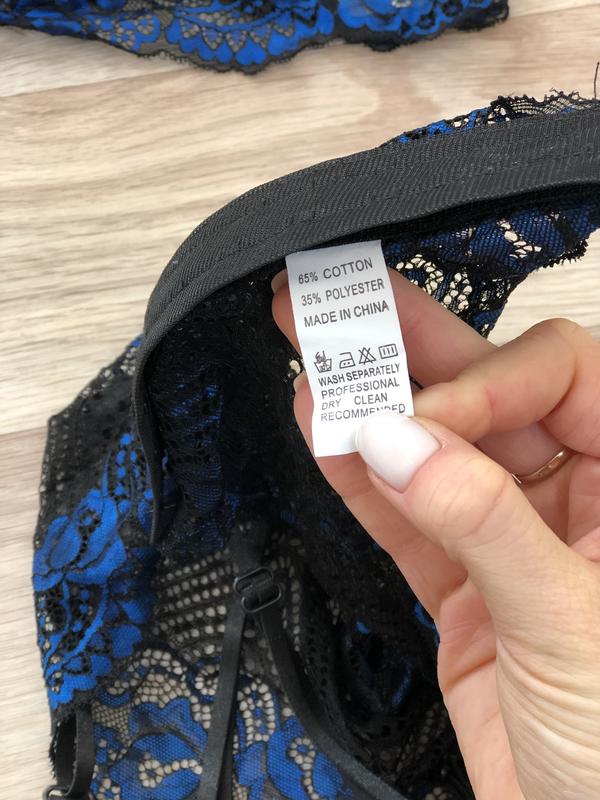 65% COTTON
35% POLYESTER
MADE IN CHINA
WASH SEPARATELY
PROFESSIONAL
DRY CLEAN
RECOMMENDED